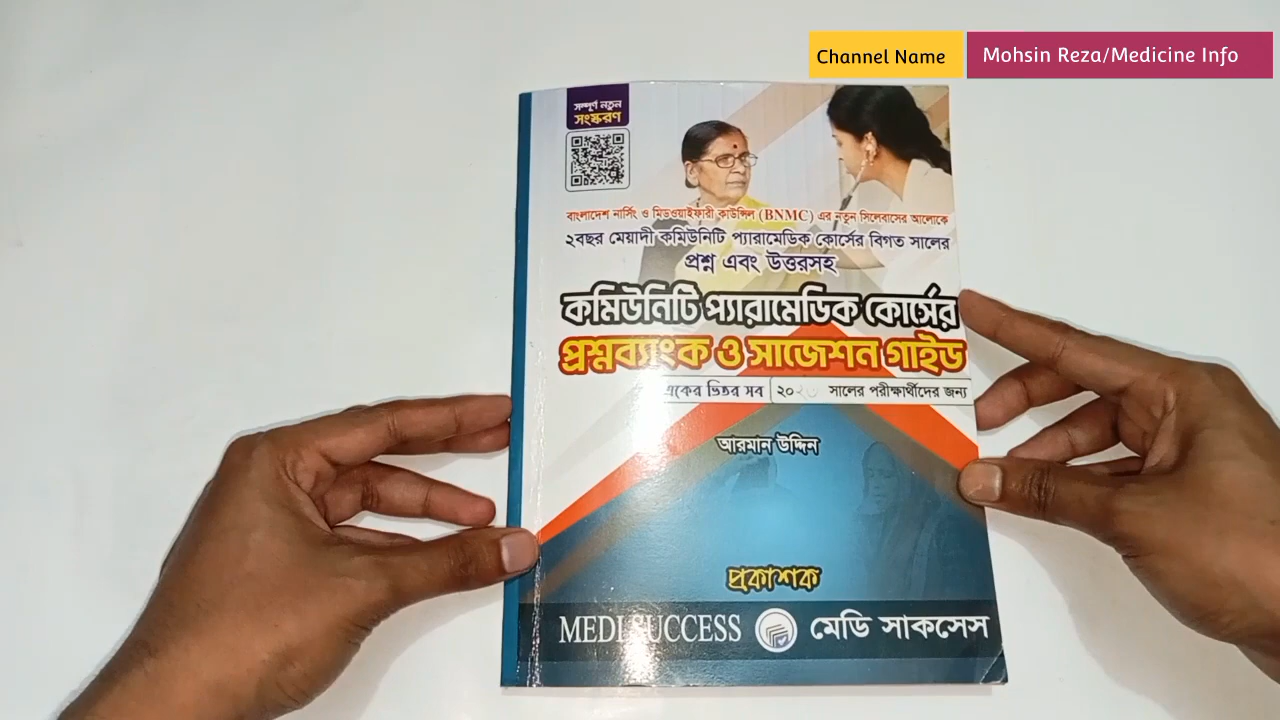 Channel Name Mohsin Reza/Medicine Info
সম্পূর্ণ নতুন
সংস্করণ
বাংলাদেশ নার্সিং ও মিডওয়াইফারী কাউন্সিল (BNMC) এর নতুন সিলেবাসের আলোকে
২বছর মেয়াদী কমিউনিটি প্যারামেডিক কোর্সের বিগত সালের
প্রশ্ন এবং উত্তরসহ
কমিউনিটি প্যারামেডিক কোর্সের
প্রশ্নব্যাংক ও সাজেশন গাইড
একের ভিতর সব সালের পরীক্ষার্থীদের জন্য
আরমান উদ্দিন
প্রকাশক
MEDI SUCCESS মেডি সাকসেস